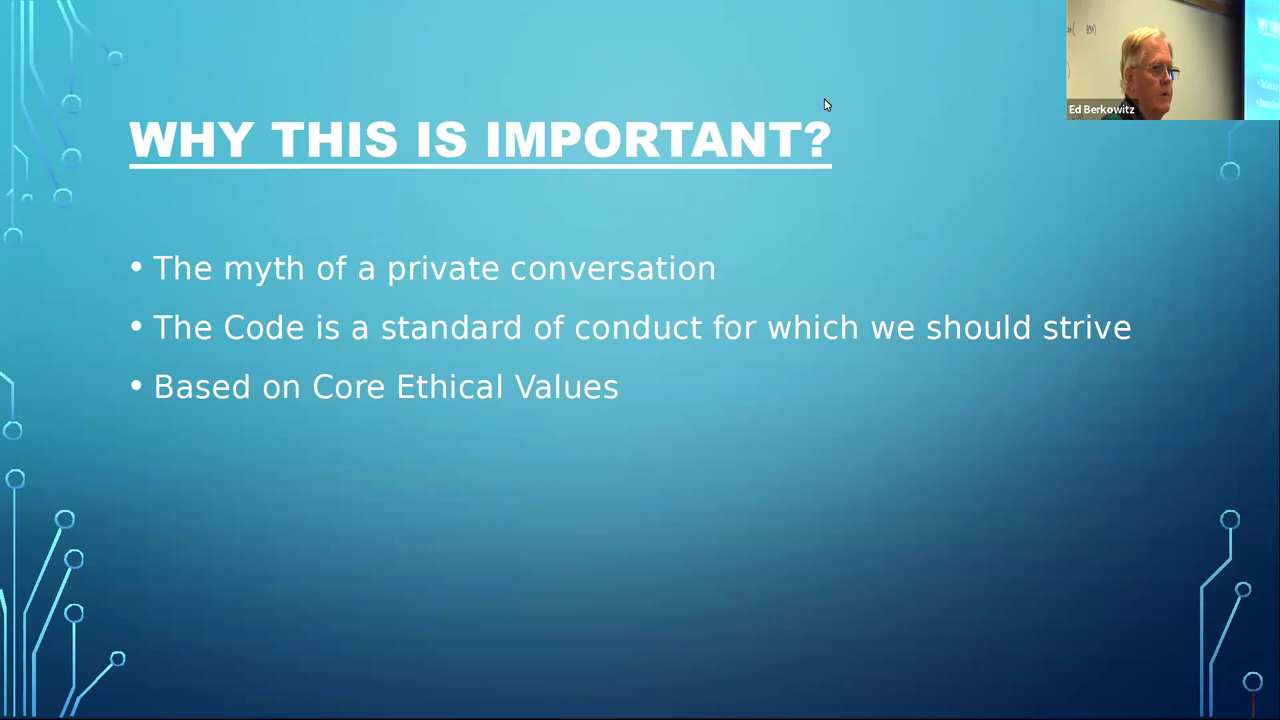 WHY THIS IS IMPORTANT?
• The myth of a private conversation
• The Code is a standard of conduct for which we should strive
• Based on Core Ethical Values
Ed Berkowitz